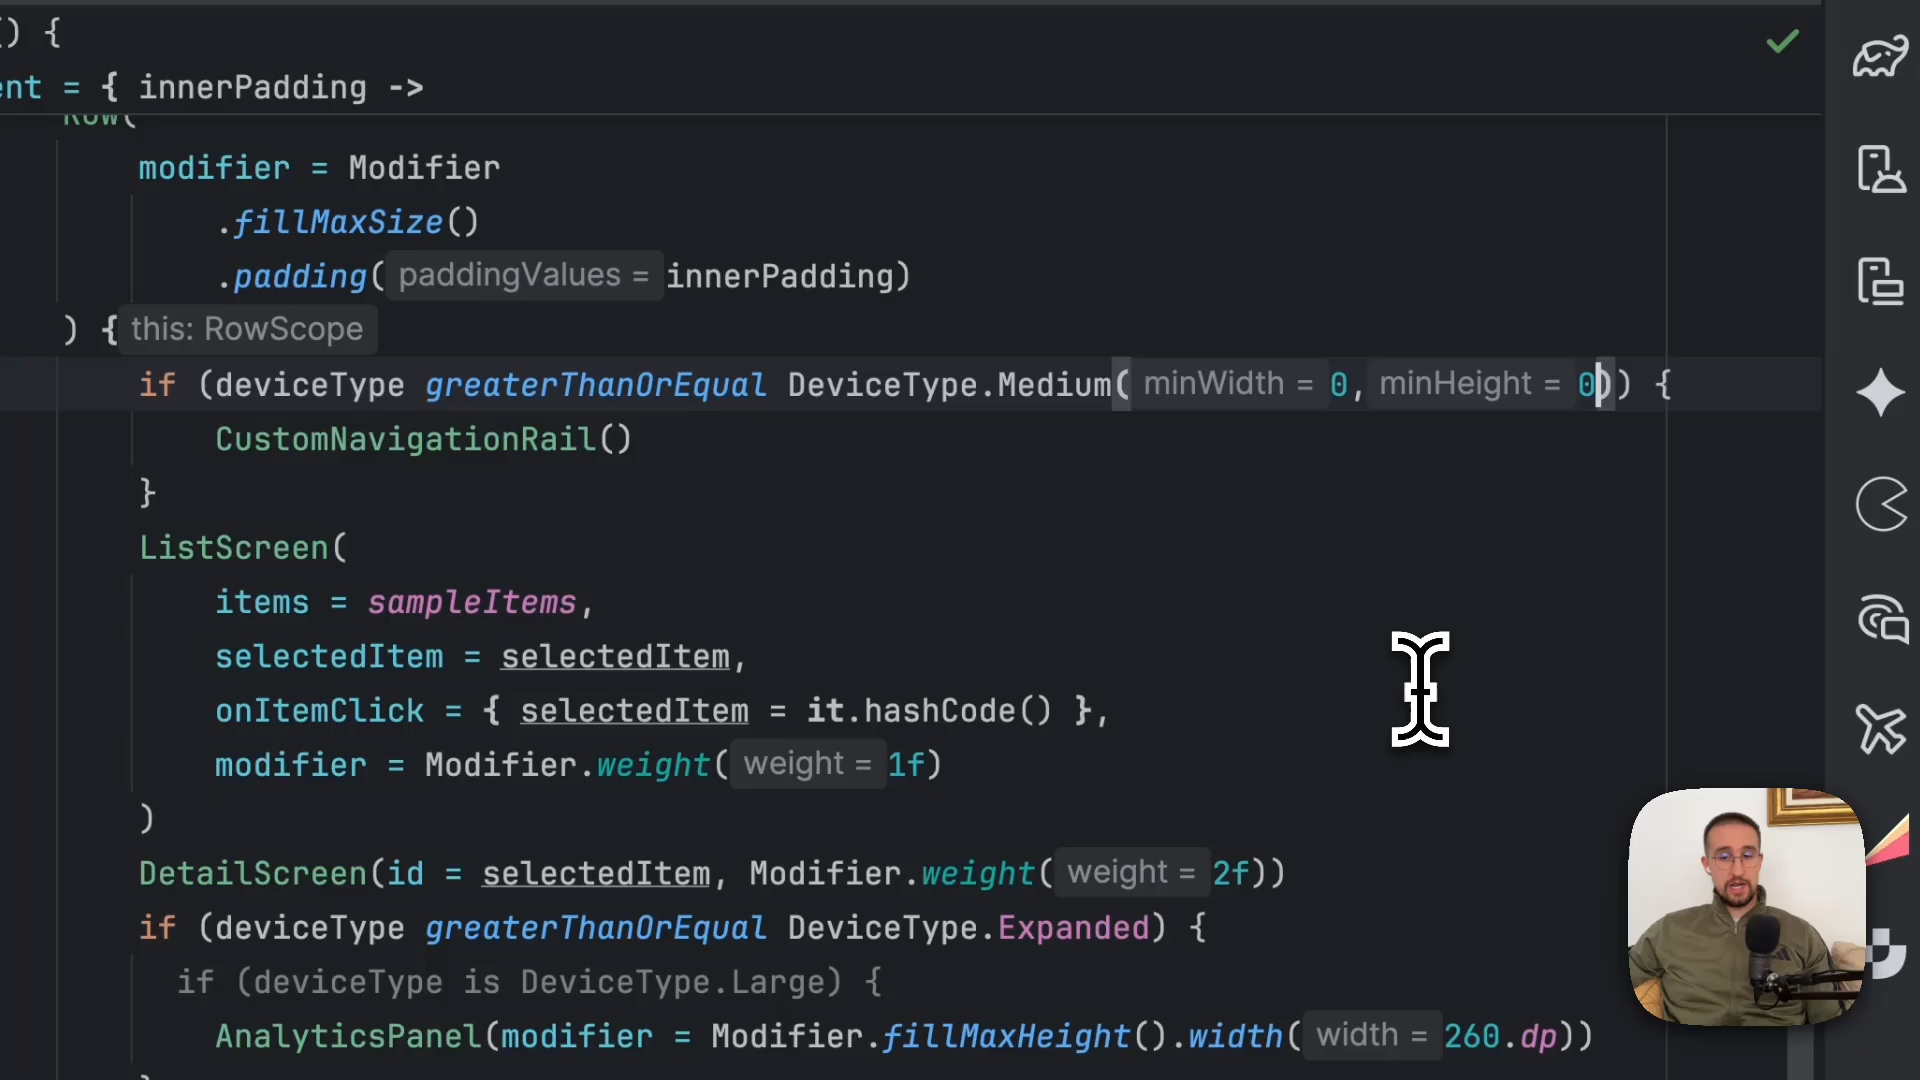 () {
ent = { innerPadding ->
Row(
modifier = Modifier
.fillMaxSize()
.padding( paddingValues = innerPadding)
) { this: RowScope
if (deviceType greaterThanOrEqual DeviceType.Medium( minWidth = 0, minHeight = 0)) {
CustomNavigationRail()
}
ListScreen(
items = sampleItems,
selectedItem = selectedItem,
onItemClick = { selectedItem = it.hashCode() },
modifier = Modifier.weight( weight = 1f)
)
DetailScreen(id = selectedItem, Modifier.weight( weight = 2f))
if (deviceType greaterThanOrEqual DeviceType.Expanded) {
if (deviceType is DeviceType.Large) {
AnalyticsPanel(modifier = Modifier.fillMaxHeight().width( width = 260.dp))